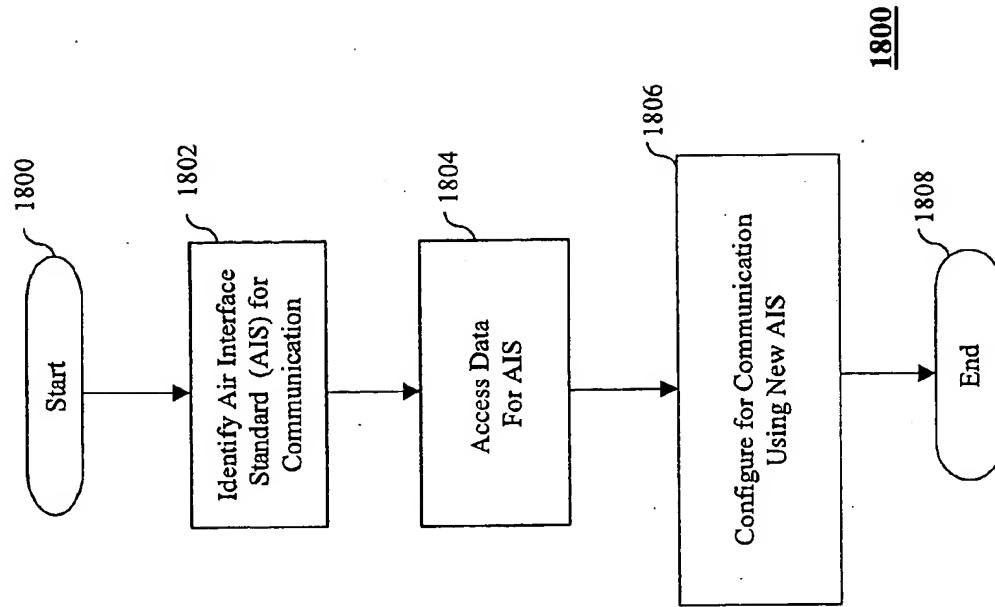 1800
Start
1802
Identify Air Interface
Standard (AIS) for
Communication
1804
Access Data
For AIS
1806
Configure for Communication
Using New AIS
1808
End
1800